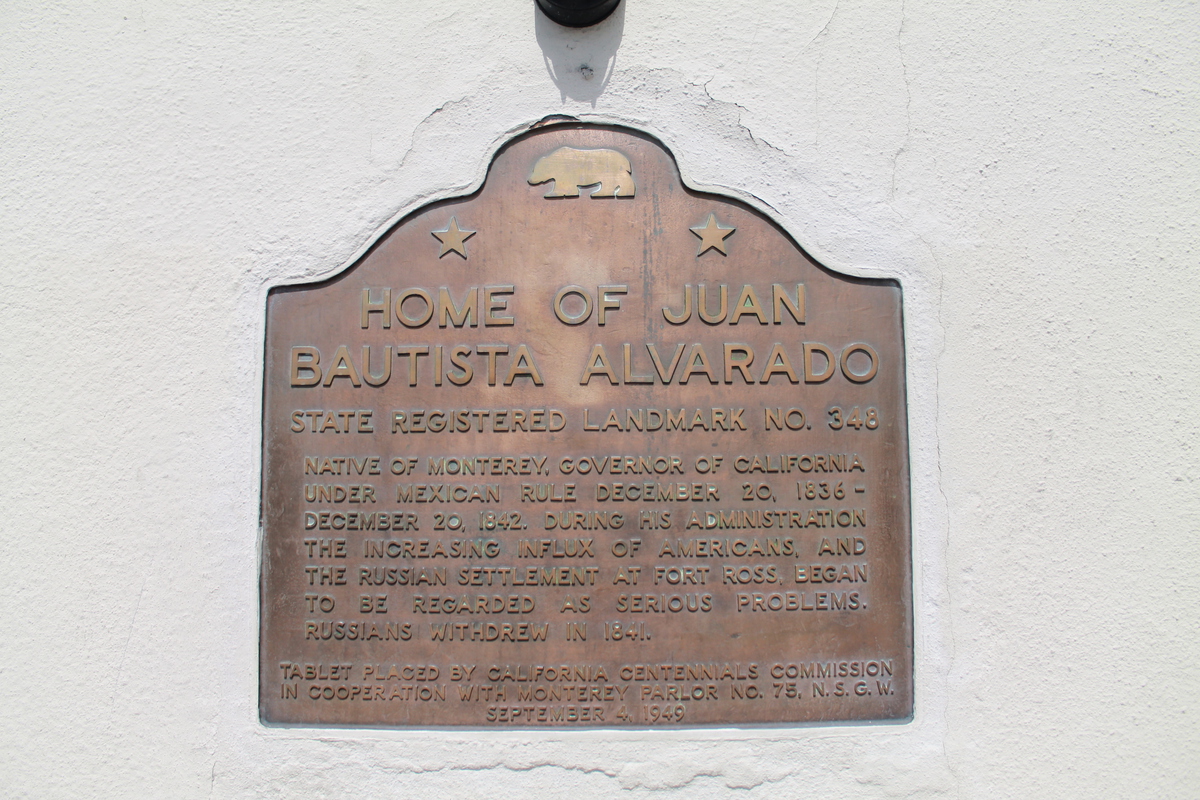 HOME OF JUAN
BAUTISTA ALVARADO
STATE REGISTERED LANDMARK NO. 348
NATIVE OF MONTEREY, GOVERNOR OF CALIFORNIA
UNDER MEXICAN RULE DECEMBER 20, 1836-
DECEMBER 20, 1842. DURING HIS ADMINISTRATION
THE INCREASING INFLUX OF AMERICANS, AND
THE RUSSIAN SETTLEMENT AT FORT ROSS, BEGAN
TO BE REGARDED AS SERIOUS PROBLEMS.
RUSSIANS WITHDREW IN 1841.
TABLET PLACED BY CALIFORNIA CENTENNIALS COMMISSION
IN COOPERATION WITH MONTEREY PARLOR NO. 75, N.S.G.W.
SEPTEMBER 4, 1949